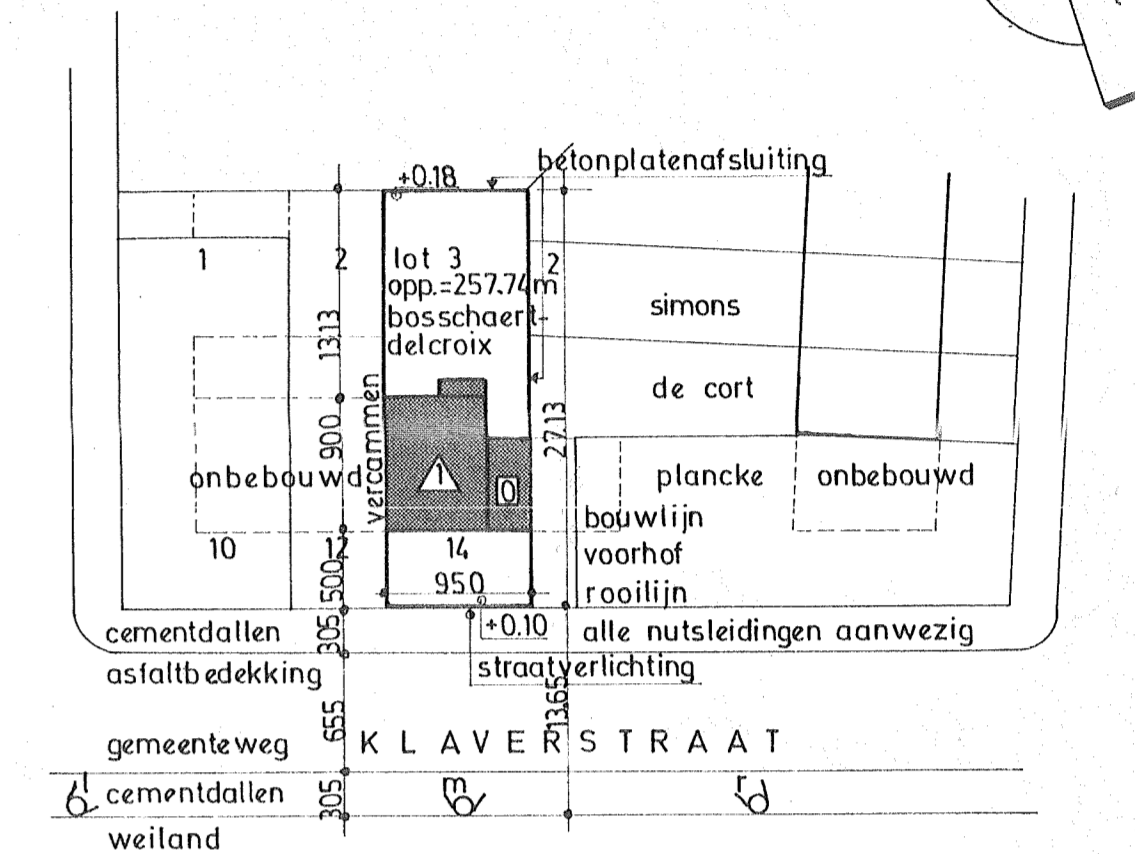 betonplatenafsluiting
+0.18
1
2
lot 3
2
opp.=257.74m
bosschaert-
delcroix
simons
de cort
1313
900
vercammen
27.13
onbebouwd
1
0
plancke
onbebouwd
bouwlijn
voorhof
rooilijn
10
12
14
500
950
305
+0.10
cementdallen
alle nutsleidingen aanwezig
asfaltbedekking
straatverlichting
655
13.65
gemeenteweg
KLAVERSTRAAT
l
m
r
305
cementdallen
weiland